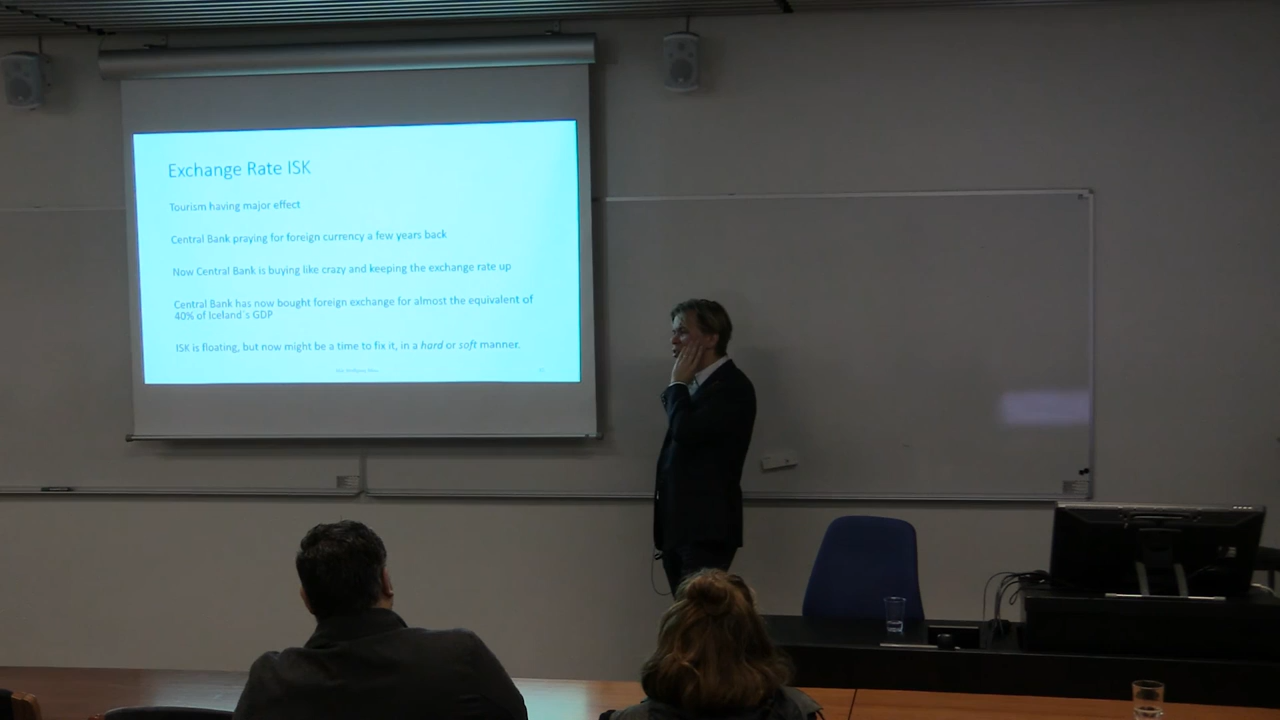 Exchange Rate ISK
Tourism having major effect
Central Bank praying for foreign currency a few years back
Now Central Bank is buying like crazy and keeping the exchange rate up
Central Bank has now bought foreign exchange for almost the equivalent of
40% of Iceland´s GDP
ISK is floating, but now might be a time to fix it, in a hard or soft manner.